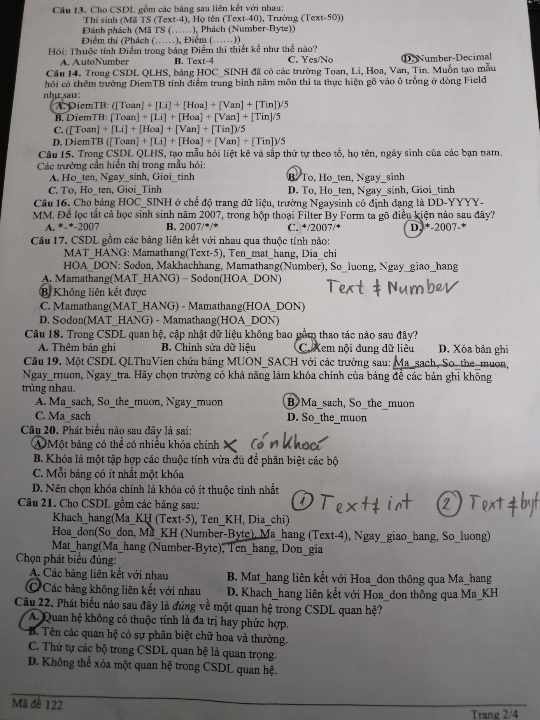 Câu 13. Cho CSDL gồm các bảng sau liên kết với nhau:
Thí sinh (Mã TS (Text-4), Họ tên (Text-40), Trường (Text-50))
Đánh phách (Mã TS (……), Phách (Number-Byte))
Điểm thi (Phách (……), Điểm (……))
Hỏi: Thuộc tính Điểm trong bảng Điểm thi thiết kế như thế nào?
A. AutoNumber B. Text-4 C. Yes/No D. Number-Decimal
Câu 14. Trong CSDL QLHS, bảng HOC_SINH đã có các trường Toan, Li, Hoa, Van, Tin. Muốn tạo mẫu
hỏi có thêm trường DiemTB tính trung bình năm môn thì ta thực hiện gõ vào ô trống ở dòng Field
như sau:
A. DiemTB: ([Toan] + [Li] + [Hoa] + [Van] + [Tin])/5
B. DiemTB: [Toan] + [Li] + [Hoa] + [Van] + [Tin]/5
C. ([Toan] + [Li] + [Hoa] + [Van] + [Tin])/5
D. DiemTB ([Toan] + [Li] + [Hoa] + [Van] + [Tin])/5
Câu 15. Trong CSDL QLHS, tạo mẫu hỏi liệt kê và sắp thứ tự theo tổ, họ tên, ngày sinh của các bạn nam.
Các trường cần hiển thị trong mẫu hỏi:
A. Ho_ten, Ngay_sinh, Gioi_tinh B. To, Ho_ten, Ngay_sinh
C. To, Ho_ten, Gioi_Tinh D. To, Ho_ten, Ngay_sinh, Gioi_tinh
Câu 16. Cho bảng HOC_SINH ở chế độ trang dữ liệu, trường Ngaysinh có định dạng là DD-YYYY-
MM. Để lọc tất cả học sinh sinh năm 2007, trong hộp thoại Filter By Form ta gõ điều kiện nào sau đây?
A. *-*-2007 B. 2007/*/* C. */2007/* D. *-2007-*
Câu 17. CSDL gồm các bảng liên kết với nhau qua thuộc tính nào:
MAT_HANG: Mamathang(Text-5), Ten_mat_hang, Dia_chi
HOA_DON: Sodon, Makhachhang, Mamathang(Number), So_luong, Ngay_giao_hang
A. Mamathang(MAT_HANG) – Sodon(HOA_DON)
Text ≠ Number
B. Không liên kết được
C. Mamathang(MAT_HANG) - Mamathang(HOA_DON)
D. Sodon(MAT_HANG) - Mamathang(HOA_DON)
Câu 18. Trong CSDL quan hệ, cập nhật dữ liệu không bao gồm thao tác nào sau đây?
A. Thêm bản ghi B. Chỉnh sửa dữ liệu C. Xem nội dung dữ liệu D. Xóa bản ghi
Câu 19. Một CSDL QLThuVien chứa bảng MUON_SACH với các trường sau: Ma_sach, So_the_muon,
Ngay_muon, Ngay_tra. Hãy chọn trường có khả năng làm khóa chính của bảng để các bản ghi không
trùng nhau.
A. Ma_sach, So_the_muon, Ngay_muon B. Ma_sach, So_the_muon
C. Ma_sach D. So_the_muon
Câu 20. Phát biểu nào sau đây là sai:
A. Một bảng có thể có nhiều khóa chính
B. Khóa là một tập hợp các thuộc tính vừa đủ để phân biệt các bộ
C. Mỗi bảng có ít nhất một khóa
D. Nên chọn khóa chính là khóa có ít thuộc tính nhất
① Text ≠ int ② Text ≠ byt
Câu 21. Cho CSDL gồm các bảng sau:
Khach_hang(Ma_KH (Text-5), Ten_KH, Dia_chi)
Hoa_don(So_don, Mã_KH (Number-Byte), Ma_hang (Text-4), Ngay_giao_hang, So_luong)
Mat_hang(Ma_hang (Number-Byte), Ten_hang, Don_gia
Chọn phát biểu đúng:
A. Các bảng liên kết với nhau B. Mat_hang liên kết với Hoa_don thông qua Ma_hang
C. Các bảng không liên kết với nhau D. Khach_hang liên kết với Hoa_don thông qua Ma_KH
Câu 22. Phát biểu nào sau đây là đúng về một quan hệ trong CSDL quan hệ?
A. Quan hệ không có thuộc tính là đa trị hay phức hợp.
B. Tên các quan hệ có sự phân biệt chữ hoa và thường.
C. Thứ tự các bộ trong CSDL quan hệ là quan trọng.
D. Không thể xóa một quan hệ trong CSDL quan hệ.
Mã đề 122
Trang 2/4